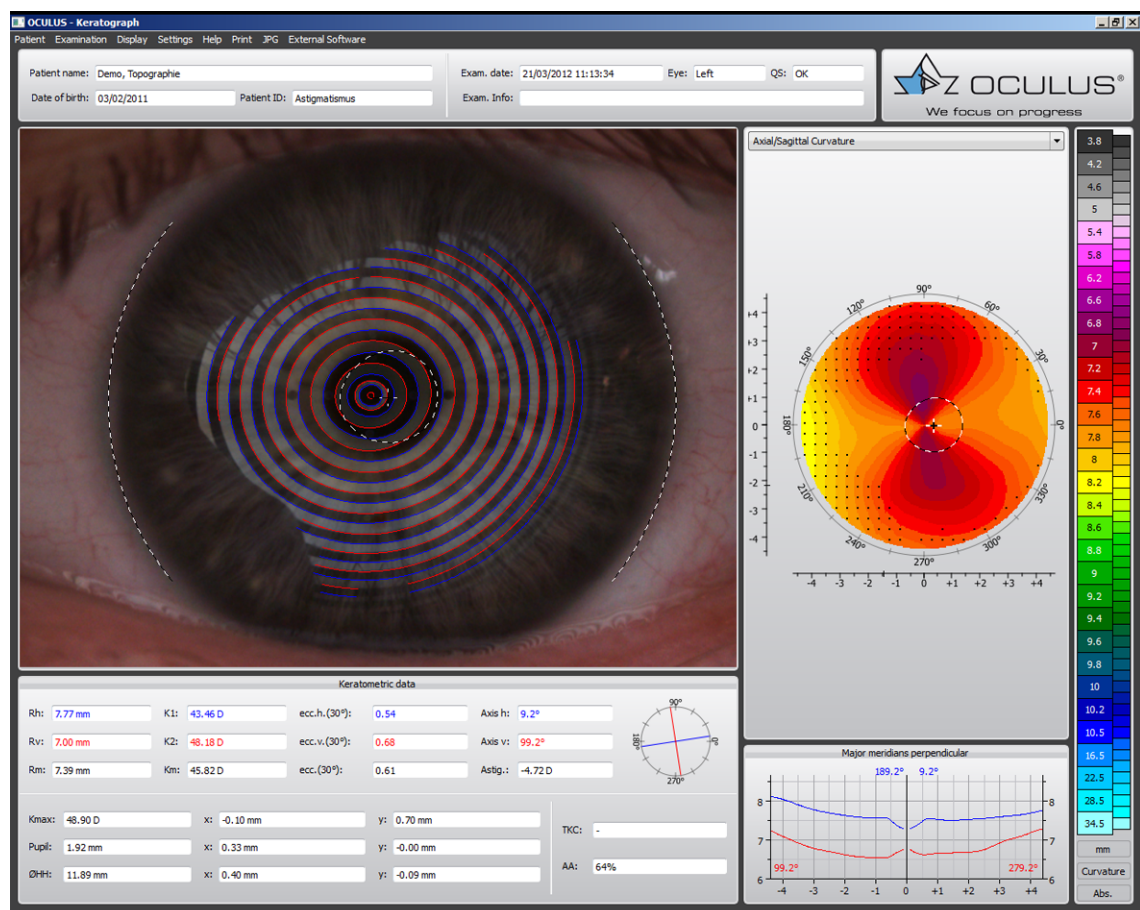 OCULUS - Keratograph
Patient Examination Display Settings Help Print JPG External Software
Patient name: Demo, Topographie Exam. date: 21/03/2012 11:13:34 Eye: Left QS: OK
Date of birth: 03/02/2011 Patient ID: Astigmatismus Exam. Info:
OCULUS®
We focus on progress
Axial/Sagittal Curvature
90°
120° 60°
150° 30°
180° 0°
210° 330°
240° 300°
270°
+4
+3
+2
+1
0
-1
-2
-3
-4
-4 -3 -2 -1 0 +1 +2 +3 +4
3.8
4.2
4.6
5
5.4
5.8
6.2
6.6
6.8
7
7.2
7.4
7.6
7.8
8
8.2
8.4
8.6
8.8
9
9.2
9.4
9.6
9.8
10
10.2
10.5
16.5
22.5
28.5
34.5
mm
Curvature
Abs.
Keratometric data
Rh: 7.77 mm K1: 43.46 D ecc.h.(30°): 0.54 Axis h: 9.2°
Rv: 7.00 mm K2: 48.18 D ecc.v.(30°): 0.68 Axis v: 99.2°
Rm: 7.39 mm Km: 45.82 D ecc.(30°): 0.61 Astig.: -4.72 D
90°
180° 0°
270°
Kmax: 48.90 D x: -0.10 mm y: 0.70 mm
Pupil: 1.92 mm x: 0.33 mm y: -0.00 mm
ØHH: 11.89 mm x: 0.40 mm y: -0.09 mm
TKC: -
AA: 64%
Major meridians perpendicular
189.2° 9.2°
8 8
7 7
99.2° 279.2°
6 6
-4 -3 -2 -1 0 +1 +2 +3 +4